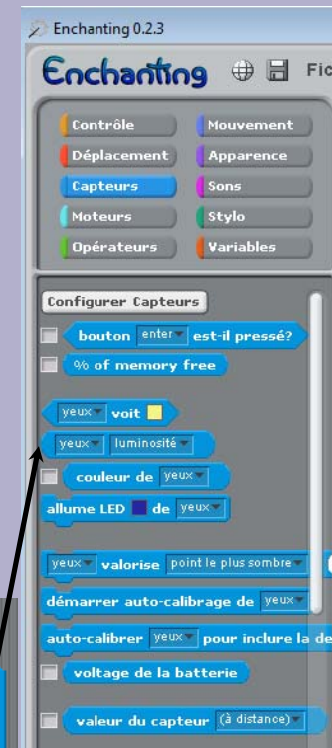 Enchanting 0.2.3
Enchanting Fic
Contrôle Mouvement
Déplacement Apparence
Capteurs Sons
Moteurs Stylo
Opérateurs Variables
Configurer Capteurs
bouton enter est-il pressé?
% of memory free
yeux voit
yeux luminosité
couleur de yeux
allume LED de yeux
yeux valorise point le plus sombre
démarrer auto-calibrage de yeux
auto-calibrer yeux pour inclure la de
voltage de la batterie
valeur du capteur (à distance)